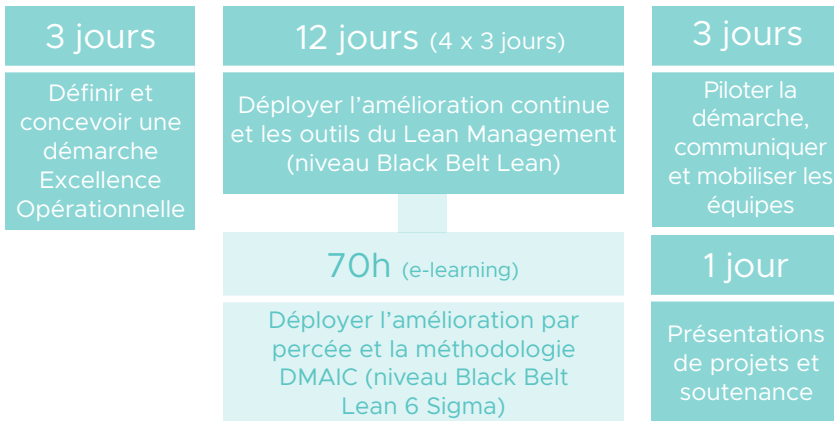 3 jours
Définir et
concevoir une
démarche
Excellence
Opérationnelle
12 jours (4 x 3 jours)
Déployer l’amélioration continue
et les outils du Lean Management
(niveau Black Belt Lean)
70h (e-learning)
Déployer l’amélioration par
percée et la méthodologie
DMAIC (niveau Black Belt
Lean 6 Sigma)
3 jours
Piloter la
démarche,
communiquer
et mobiliser les
équipes
1 jour
Présentations
de projets et
soutenance